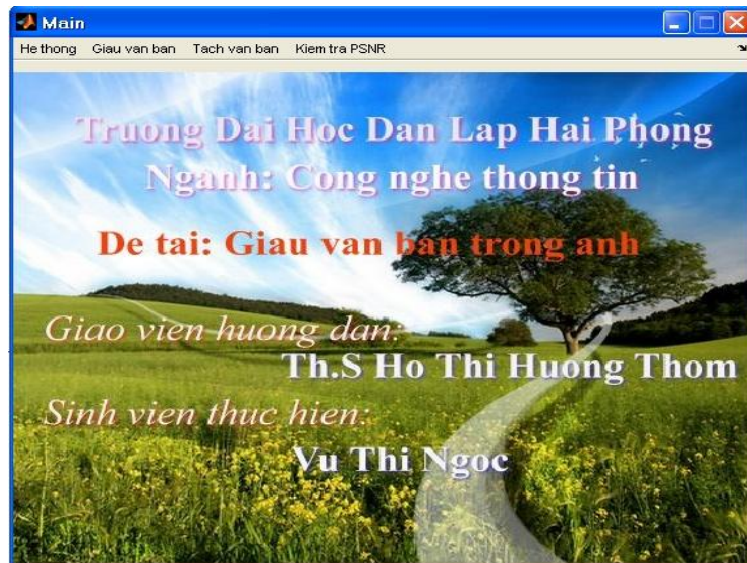 Main
He thong Giau van ban Tach van ban Kiem tra PSNR
Truong Dai Hoc Dan Lap Hai Phong
Nganh: Cong nghe thong tin
De tai: Giau van ban trong anh
Giao vien huong dan:
Th.S Ho Thi Huong Thom
Sinh vien thuc hien:
Vu Thi Ngoc